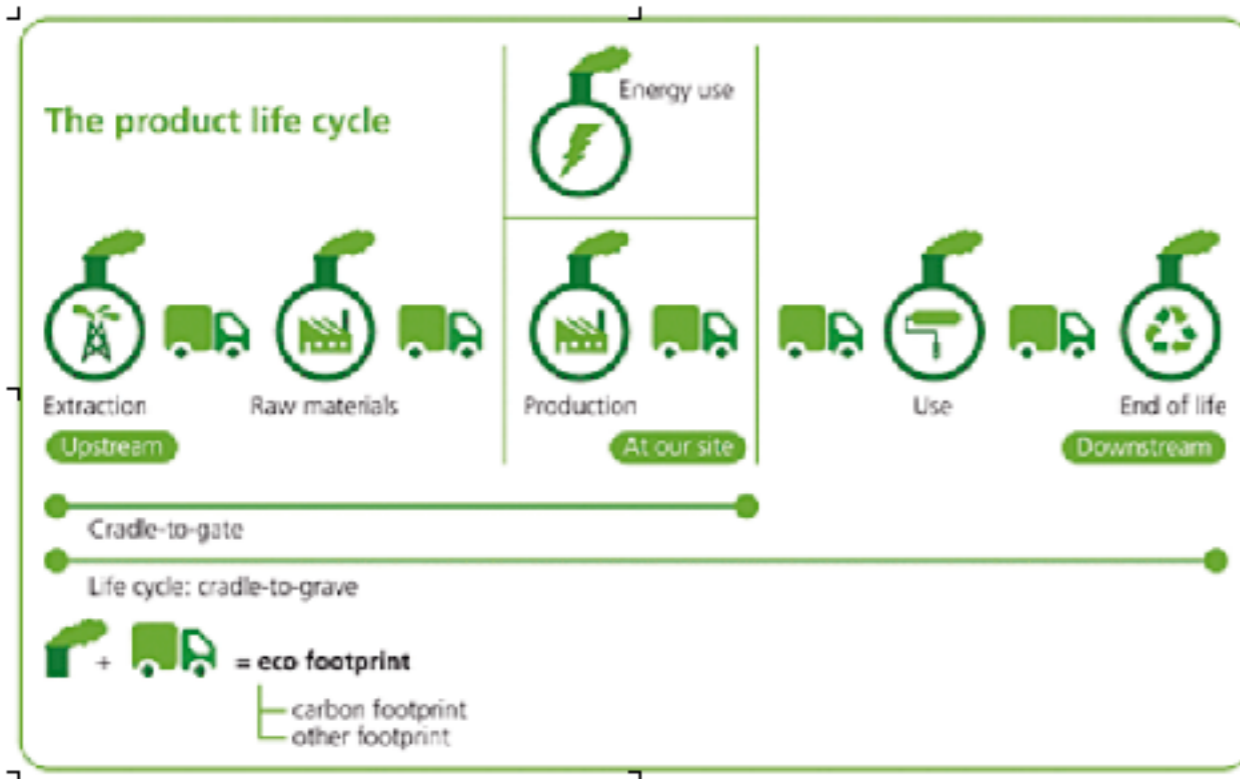 The product life cycle
Energy use
Extraction
Raw materials
Production
Use
End of life
Upstream
At our site
Downstream
Cradle-to-gate
Life cycle: cradle-to-grave
+
= eco footprint
carbon footprint
other footprint